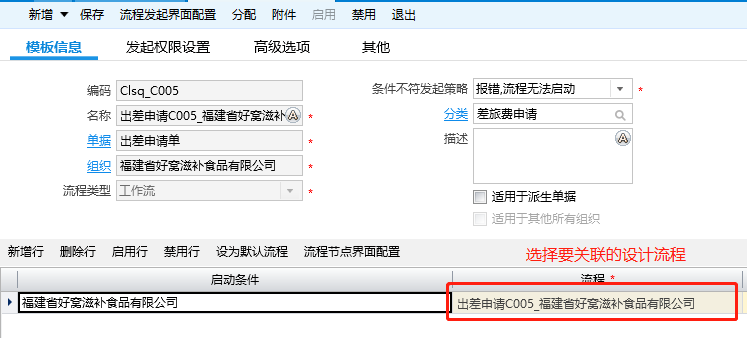 新增 保存 流程发起界面配置 分配 附件 启用 禁用 退出
模板信息 发起权限设置 高级选项 其他
编码 Clsq_C005 条件不符发起策略 报错,流程无法启动 *
名称 出差申请C005_福建省好窝滋补 A * 分类 差旅费申请
单据 出差申请单 * 描述 A
组织 福建省好窝滋补食品有限公司 *
流程类型 工作流 * 适用于派生单据
适用于其他所有组织
新增行 删除行 启用行 禁用行 设为默认流程 流程节点界面配置 选择要关联的设计流程
启动条件 流程 *
福建省好窝滋补食品有限公司 出差申请C005_福建省好窝滋补食品有限公司